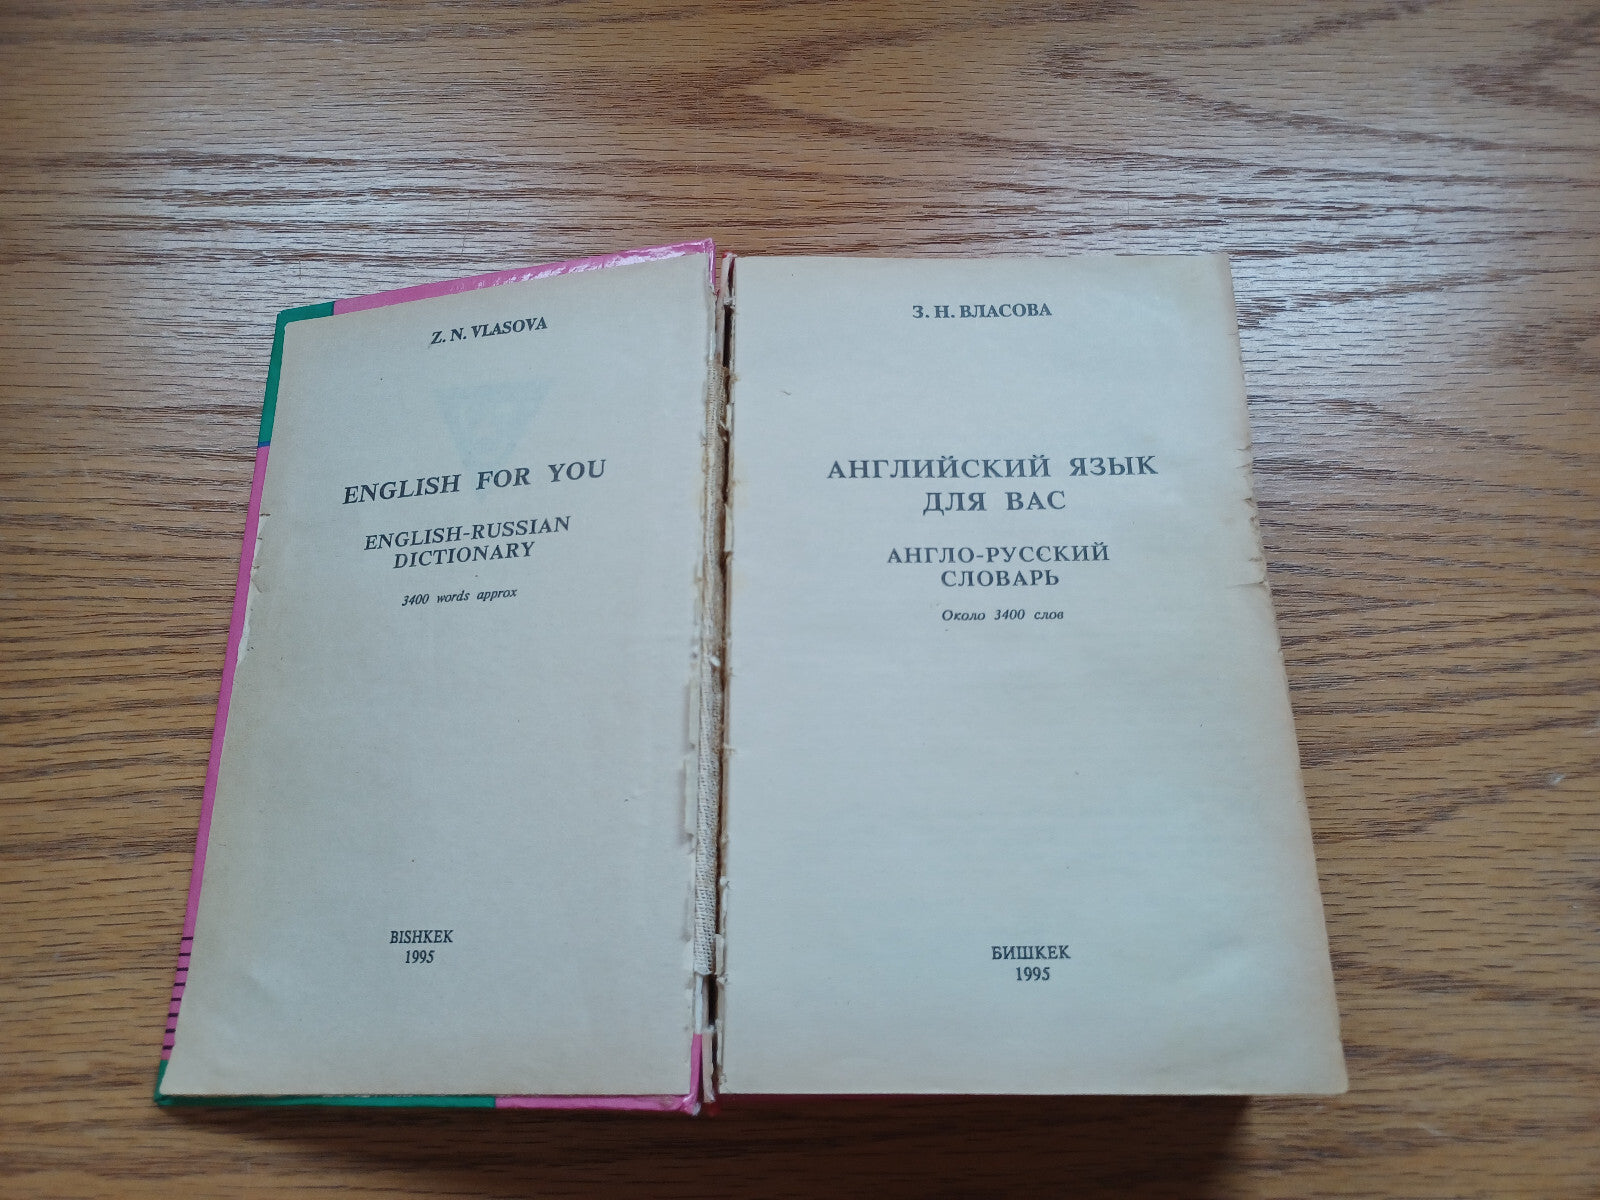 Z. N. VLASOVA
ENGLISH FOR YOU
ENGLISH-RUSSIAN
DICTIONARY
3400 words approx
BISHKEK
1995
З. Н. ВЛАСОВА
АНГЛИЙСКИЙ ЯЗЫК
ДЛЯ ВАС
АНГЛО-РУССКИЙ
СЛОВАРЬ
Около 3400 слов
БИШКЕК
1995